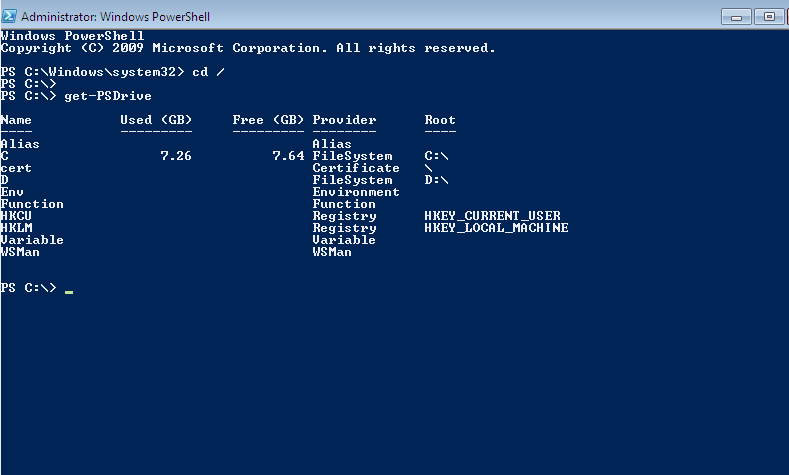 Administrator: Windows PowerShell
Windows PowerShell
Copyright (C) 2009 Microsoft Corporation. All rights reserved.
PS C:\Windows\system32> cd /
PS C:\>
PS C:\> get-PSDrive
Name           Used (GB)     Free (GB) Provider      Root
----           ---------     --------- --------      ----
Alias                                  Alias
C                   7.26          7.64 FileSystem    C:\
cert                                   Certificate   \
D                                      FileSystem    D:\
Env                                    Environment
Function                               Function
HKCU                                   Registry      HKEY_CURRENT_USER
HKLM                                   Registry      HKEY_LOCAL_MACHINE
Variable                               Variable
WSMan                                  WSMan
PS C:\> _